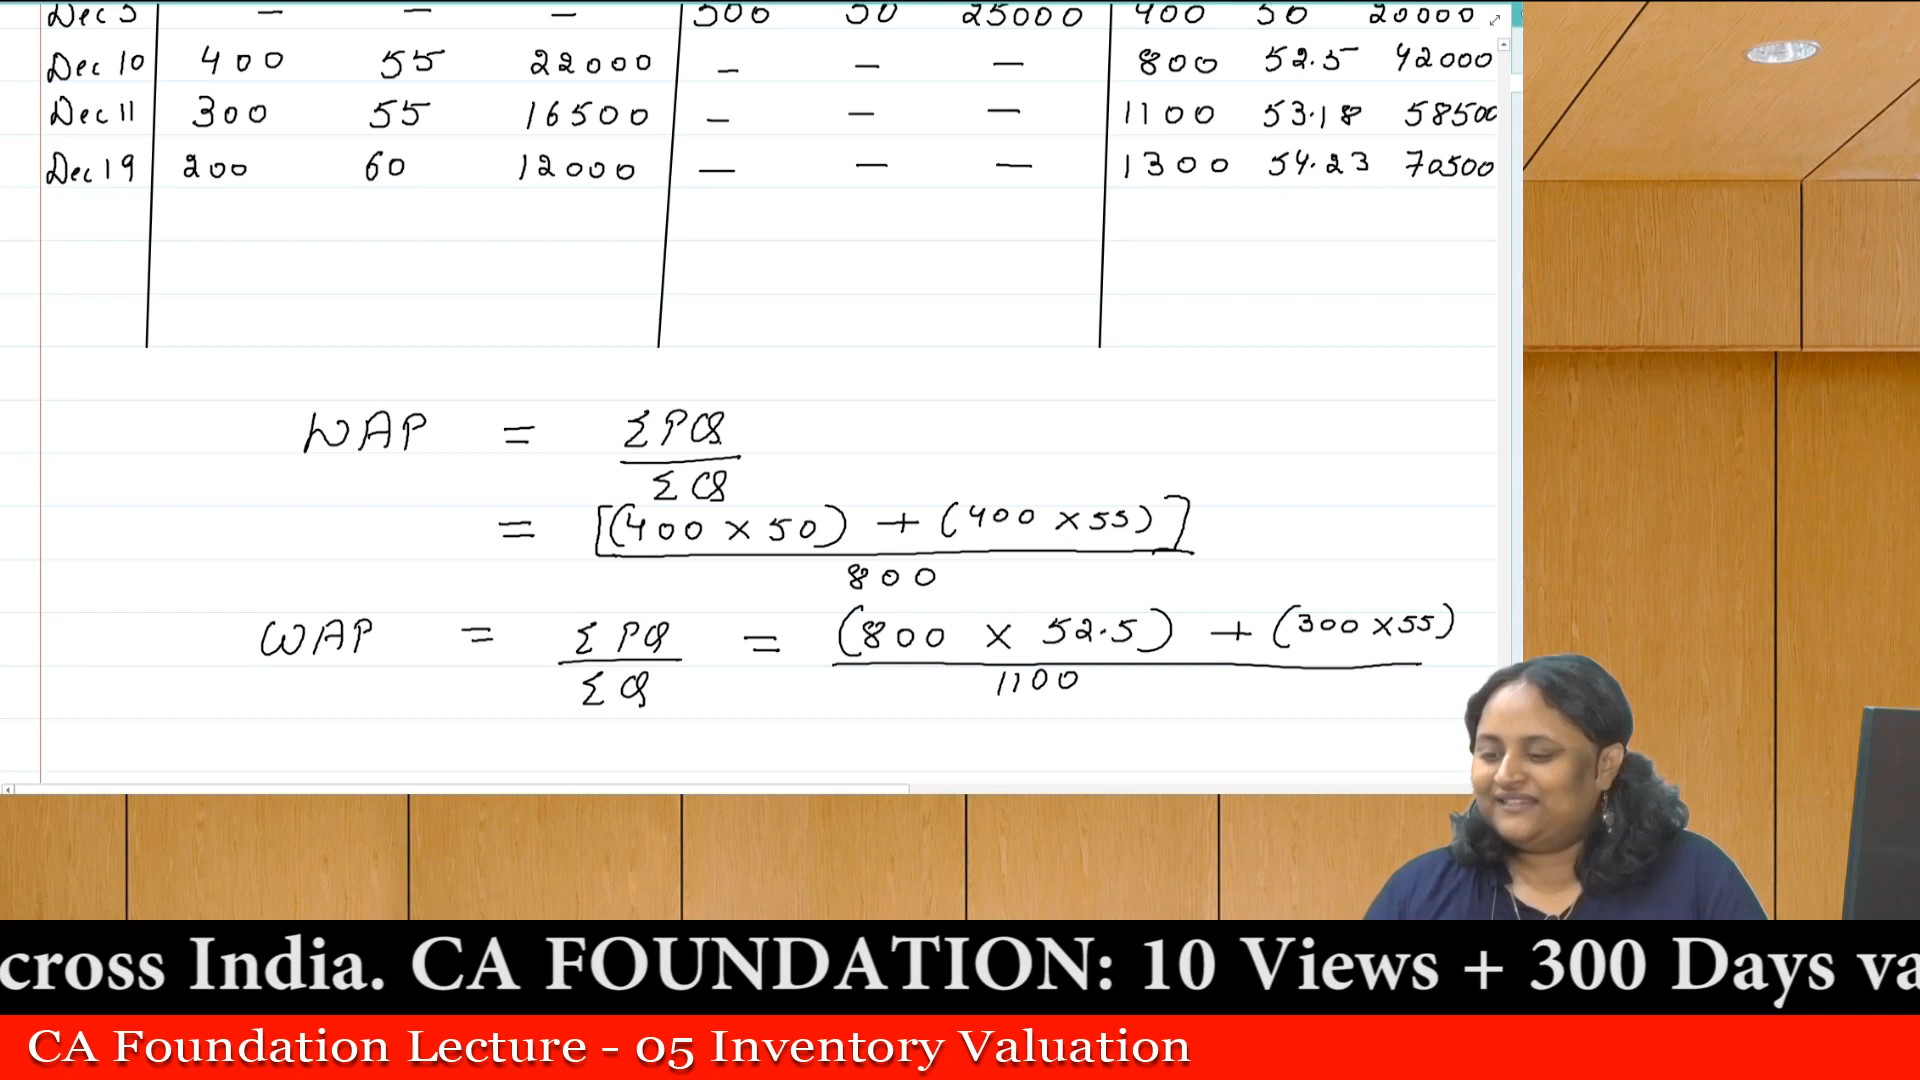 Dec 5 — — — 500 50 25000 400 50 20000
Dec 10 400 55 22000 — — — 800 52.5 42000
Dec 11 300 55 16500 — — — 1100 53.18 58500
Dec 19 200 60 12000 — — — 1300 54.23 70500
WAP = ΣPQ
ΣQ
= [(400 × 50) + (400 × 55)]
800
WAP = ΣPQ = (800 × 52.5) + (300 × 55)
ΣQ 1100
cross India. CA FOUNDATION: 10 Views + 300 Days va
CA Foundation Lecture - 05 Inventory Valuation